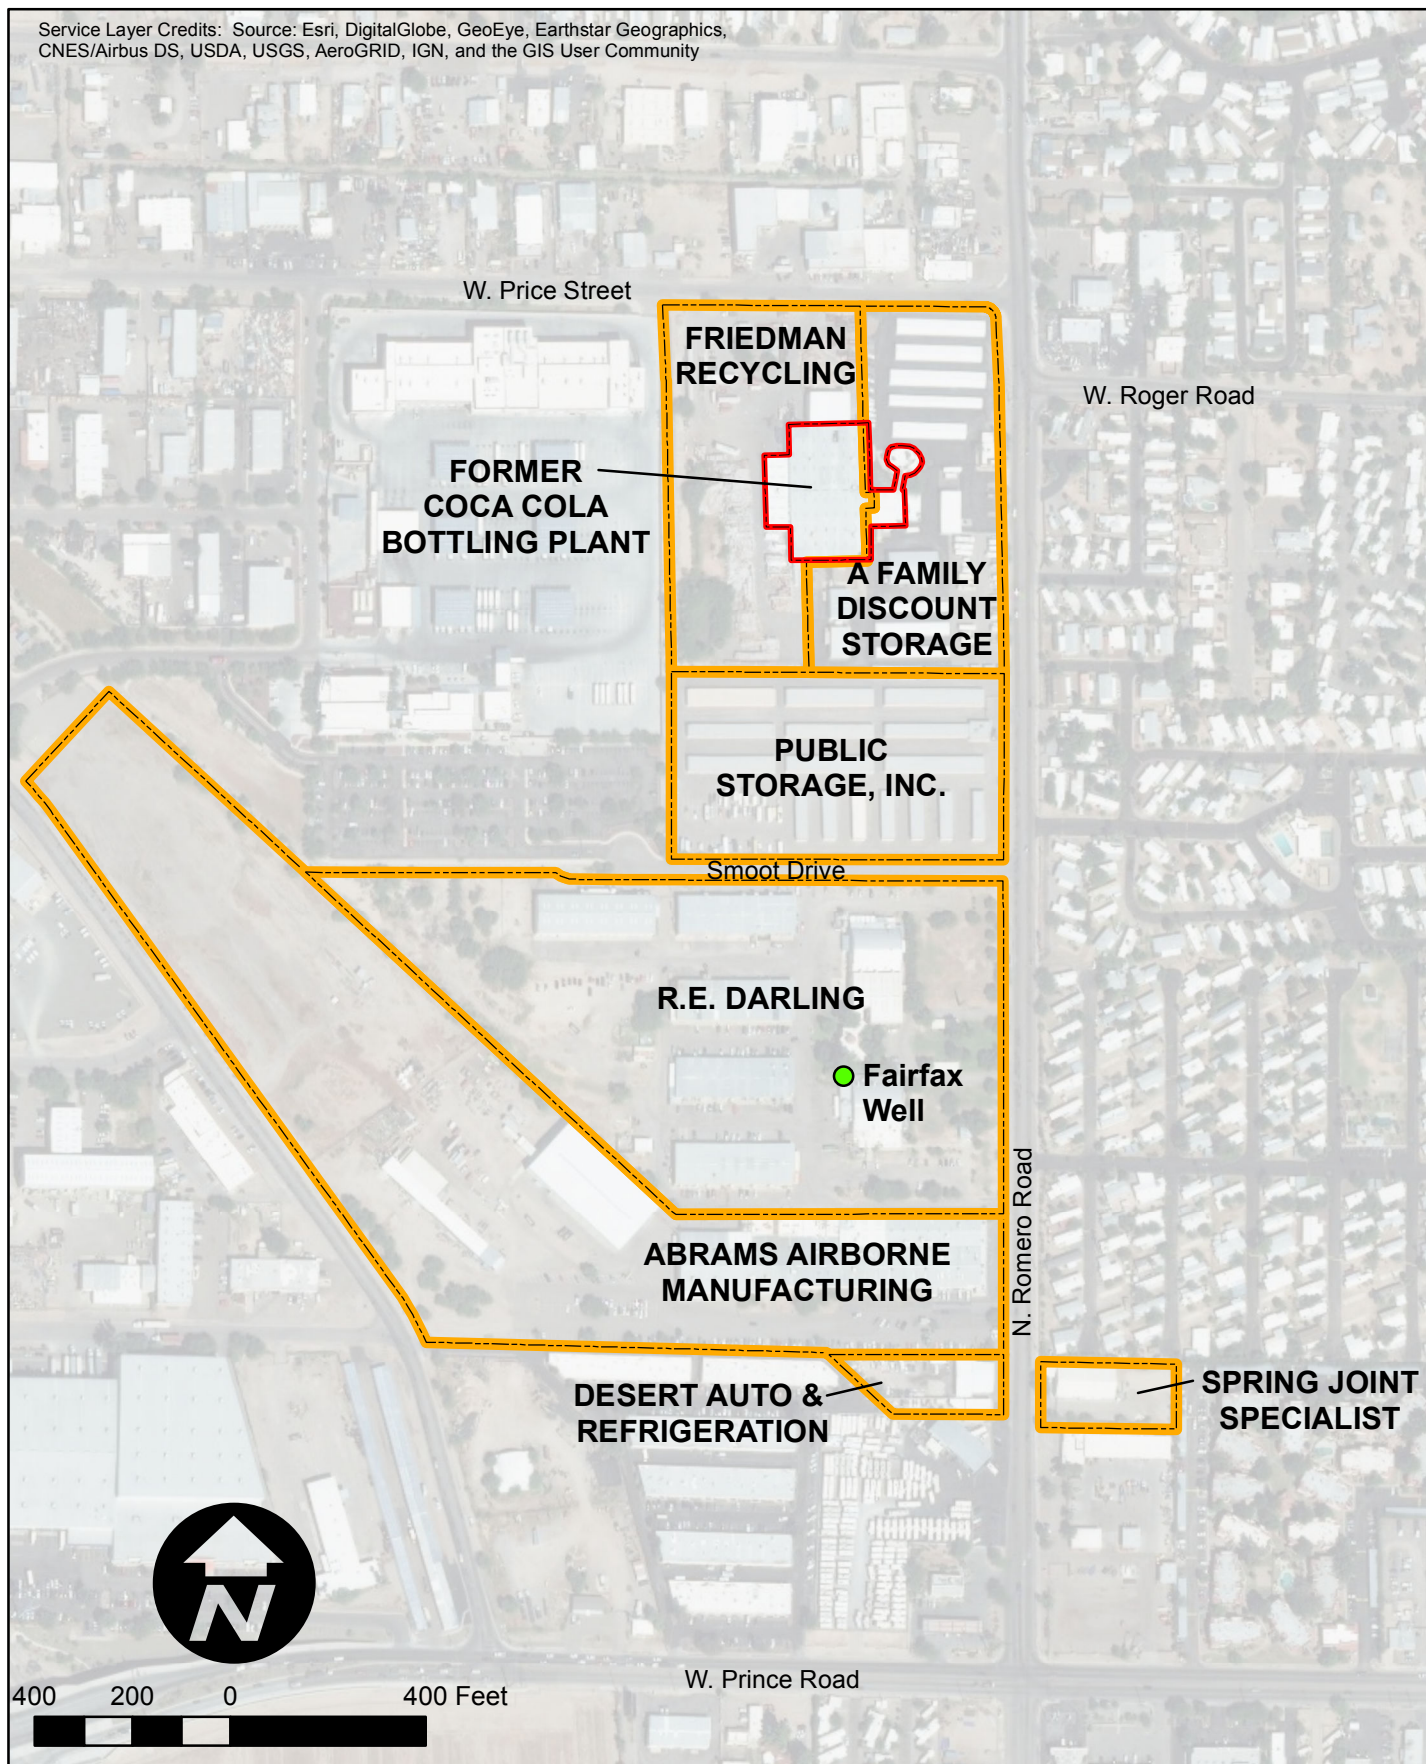 Service Layer Credits: Source: Esri, DigitalGlobe, GeoEye, Earthstar Geographics,
CNES/Airbus DS, USDA, USGS, AeroGRID, IGN, and the GIS User Community
W. Price Street
FRIEDMAN
RECYCLING
W. Roger Road
FORMER
COCA COLA
BOTTLING PLANT
A FAMILY
DISCOUNT
STORAGE
PUBLIC
STORAGE, INC.
Smoot Drive
R.E. DARLING
Fairfax
Well
N. Romero Road
ABRAMS AIRBORNE
MANUFACTURING
DESERT AUTO &
REFRIGERATION
SPRING JOINT
SPECIALIST
N
W. Prince Road
400 200 0 400 Feet